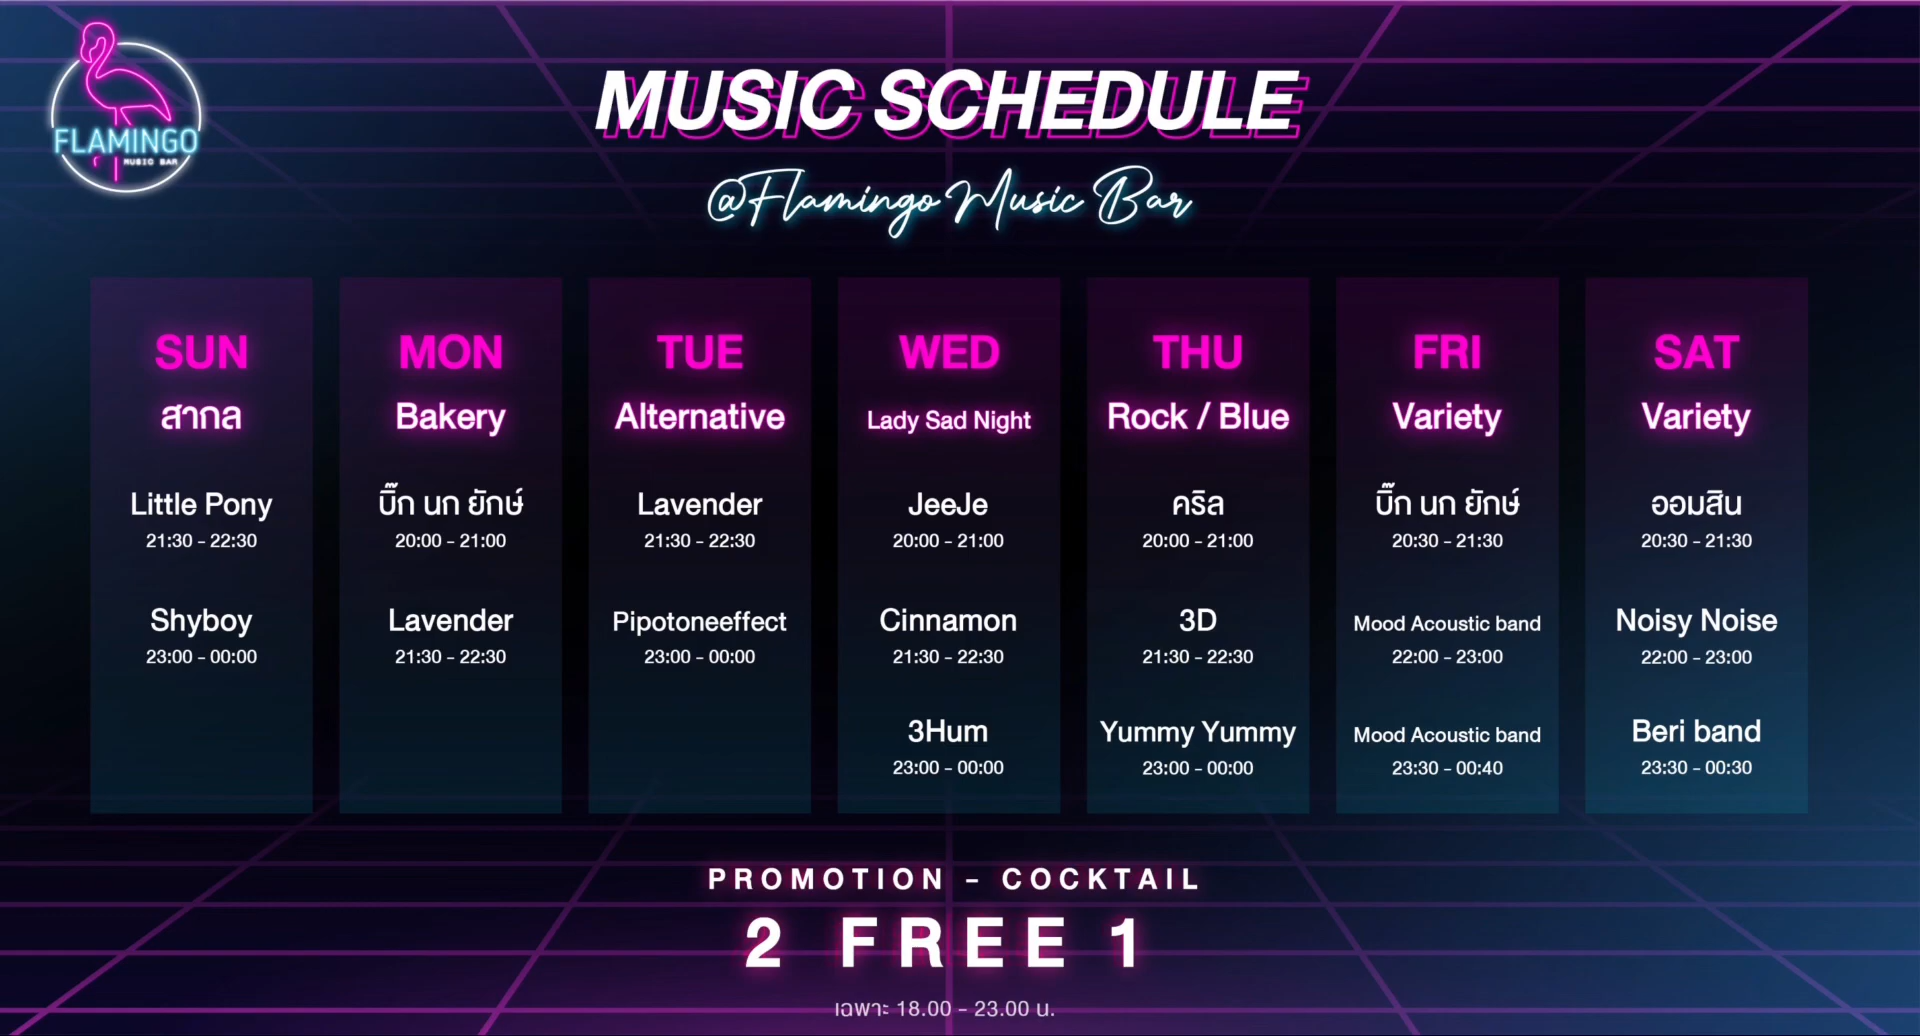 FLAMINGO
MUSIC BAR
MUSIC SCHEDULE
@Flamingo Music Bar
SUN
สากล
Little Pony
21:30 - 22:30
Shyboy
23:00 - 00:00
MON
Bakery
บิ๊ก นก ยักษ์
20:00 - 21:00
Lavender
21:30 - 22:30
TUE
Alternative
Lavender
21:30 - 22:30
Pipotoneeffect
23:00 - 00:00
WED
Lady Sad Night
JeeJe
20:00 - 21:00
Cinnamon
21:30 - 22:30
3Hum
23:00 - 00:00
THU
Rock / Blue
คริล
20:00 - 21:00
3D
21:30 - 22:30
Yummy Yummy
23:00 - 00:00
FRI
Variety
บิ๊ก นก ยักษ์
20:30 - 21:30
Mood Acoustic band
22:00 - 23:00
Mood Acoustic band
23:30 - 00:40
SAT
Variety
ออมสิน
20:30 - 21:30
Noisy Noise
22:00 - 23:00
Beri band
23:30 - 00:30
PROMOTION - COCKTAIL
2 FREE 1
เฉพาะ 18.00 - 23.00 น.